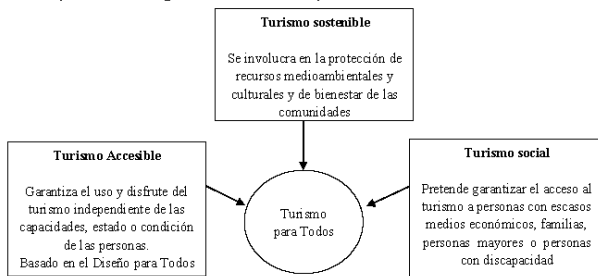 Turismo sostenible
Se involucra en la protección de
recursos medioambientales y
culturales y de bienestar de las
comunidades
Turismo Accesible
Garantiza el uso y disfrute del
turismo independiente de las
capacidades, estado o condición
de las personas.
Basado en el Diseño para Todos
Turismo
para Todos
Turismo social
Pretende garantizar el acceso al
turismo a personas con escasos
medios económicos, familias,
personas mayores o personas
con discapacidad